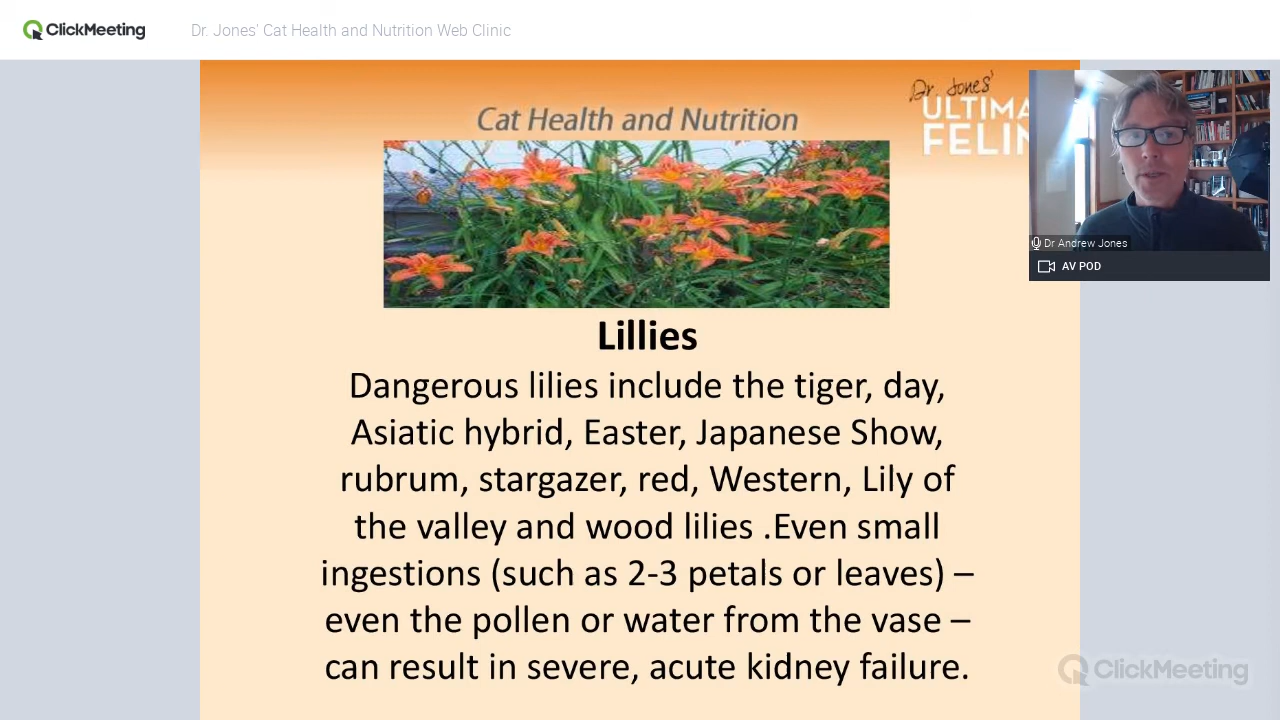 ClickMeeting
Dr. Jones' Cat Health and Nutrition Web Clinic
Dr. Jones'
ULTIMA
FELIN
Cat Health and Nutrition
Dr Andrew Jones
AV POD
Lillies
Dangerous lilies include the tiger, day,
Asiatic hybrid, Easter, Japanese Show,
rubrum, stargazer, red, Western, Lily of
the valley and wood lilies .Even small
ingestions (such as 2-3 petals or leaves) –
even the pollen or water from the vase –
can result in severe, acute kidney failure.
ClickMeeting